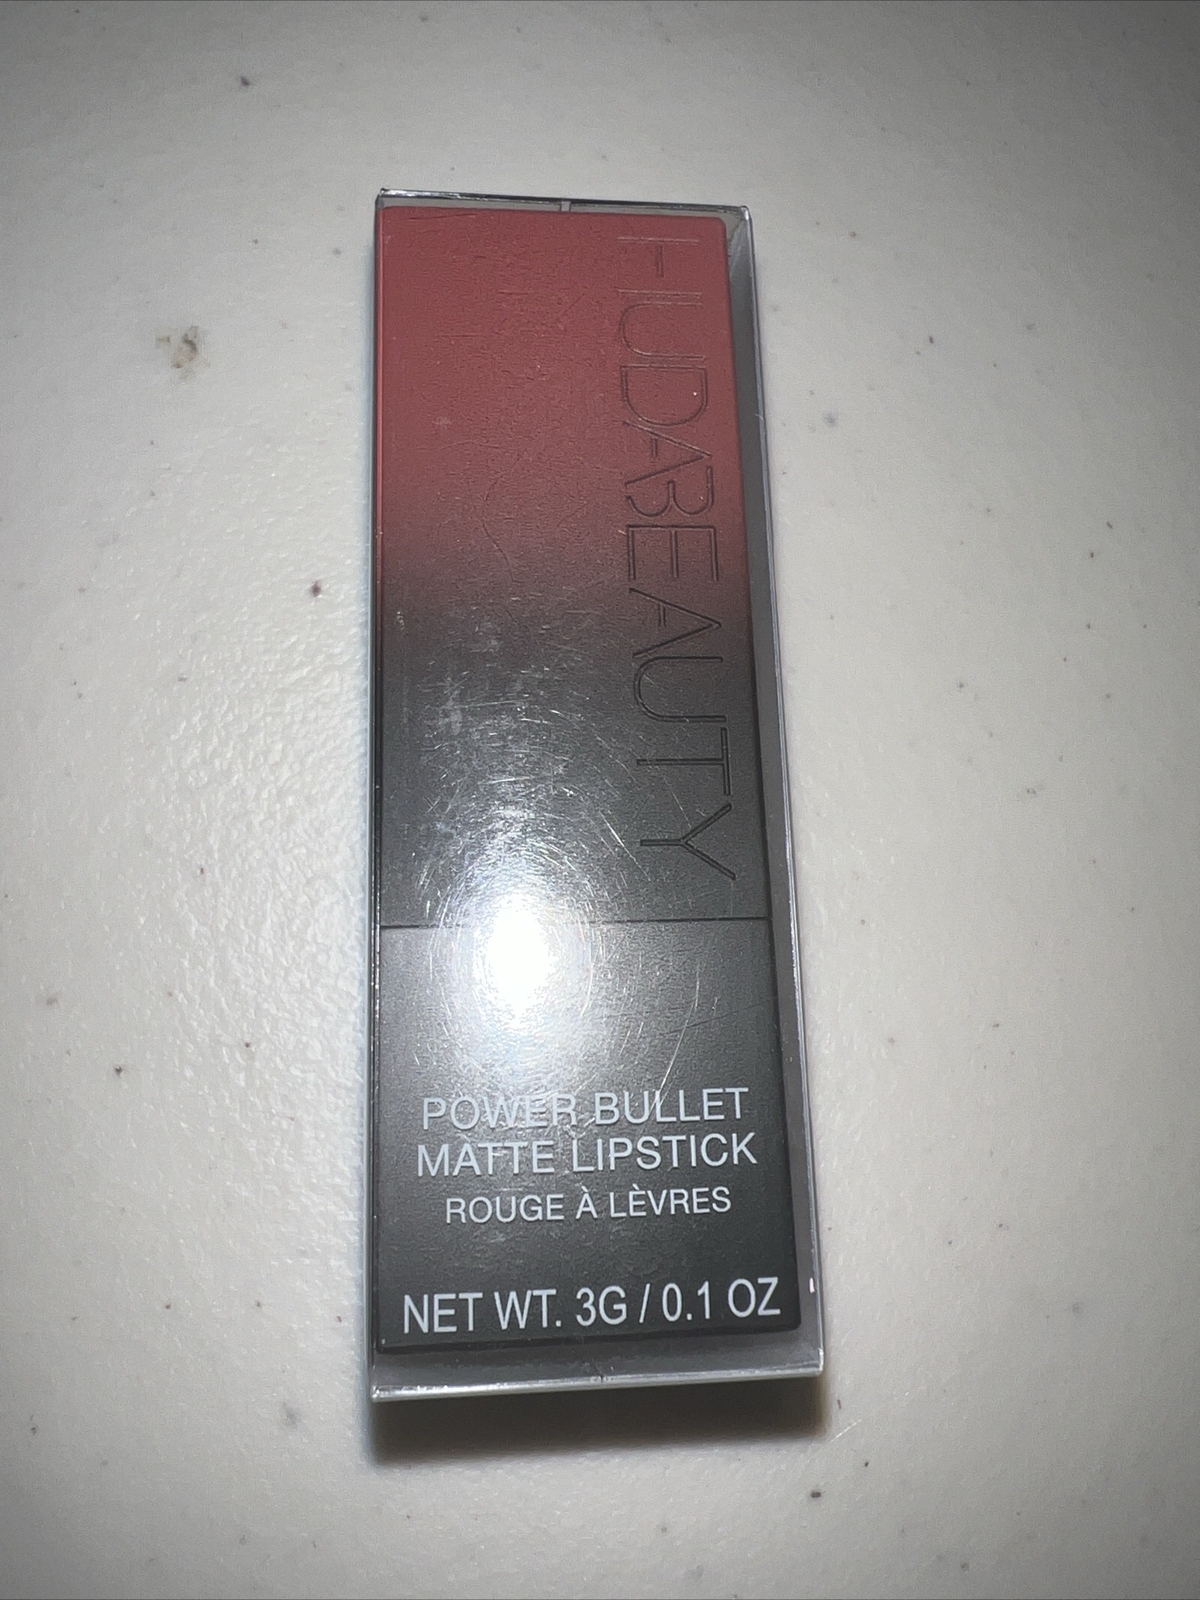 HUDABEAUTY
POWER BULLET
MATTE LIPSTICK
ROUGE À LÈVRES
NET WT. 3G / 0.1 OZ